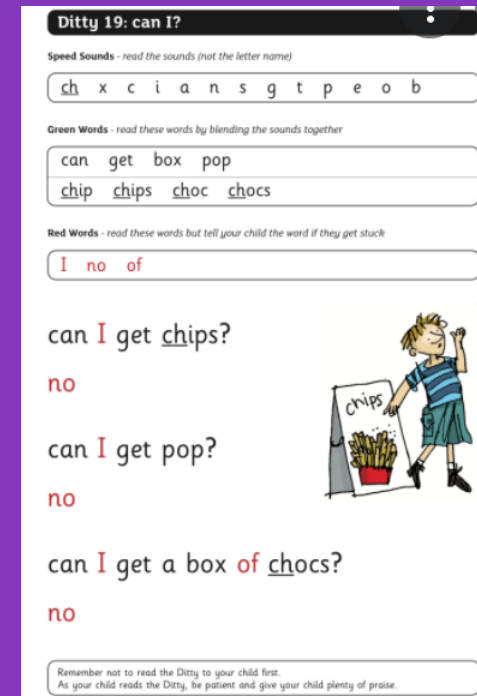 Ditty 19: can I?
Speed Sounds - read the sounds (not the letter name)
ch x c i a n s g t p e o b
Green Words - read these words by blending the sounds together
can get box pop
chip chips choc chocs
Red Words - read these words but tell your child the word if they get stuck
I no of
can I get chips?
no
chips
can I get pop?
no
can I get a box of chocs?
no
Remember not to read the Ditty to your child first.
As your child reads the Ditty, be patient and give your child plenty of praise.